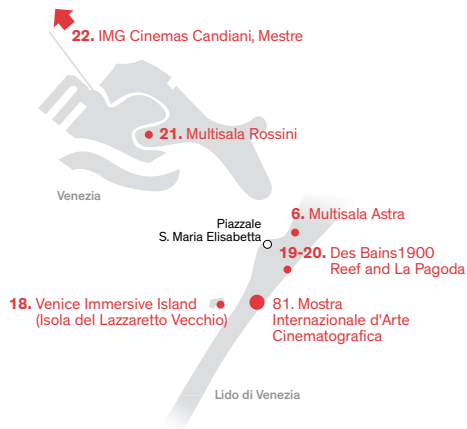 22. IMG Cinemas Candiani, Mestre
21. Multisala Rossini
Venezia
6. Multisala Astra
Piazzale
S. Maria Elisabetta
19-20. Des Bains1900
Reef and La Pagoda
18. Venice Immersive Island
(Isola del Lazzaretto Vecchio)
81. Mostra
Internazionale d'Arte
Cinematografica
Lido di Venezia